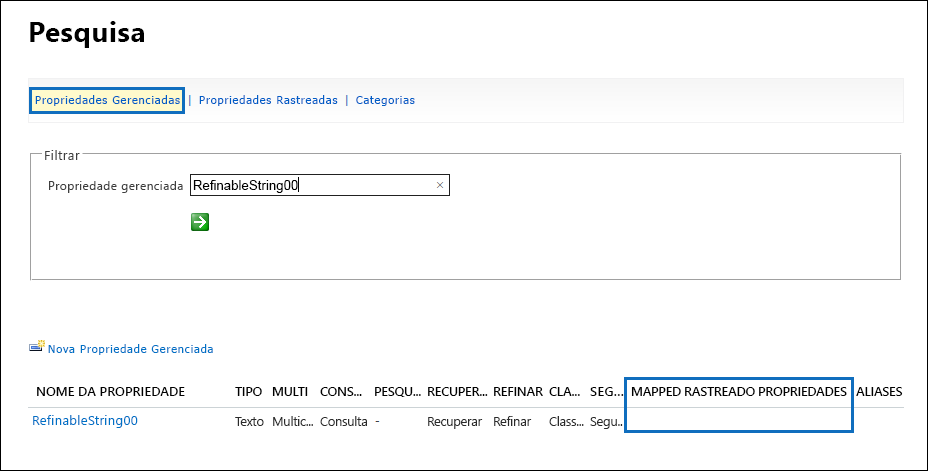 Pesquisa
Propriedades Gerenciadas | Propriedades Rastreadas | Categorias
Filtrar
Propriedade gerenciada RefinableString00 ×
Nova Propriedade Gerenciada
NOME DA PROPRIEDADE TIPO MULTI CONS... PESQU... RECUPER... REFINAR CLA... SEG... MAPPED RASTREADO PROPRIEDADES ALIASES
RefinableString00 Texto Multic... Consulta - Recuperar Refinar Class... Segu...